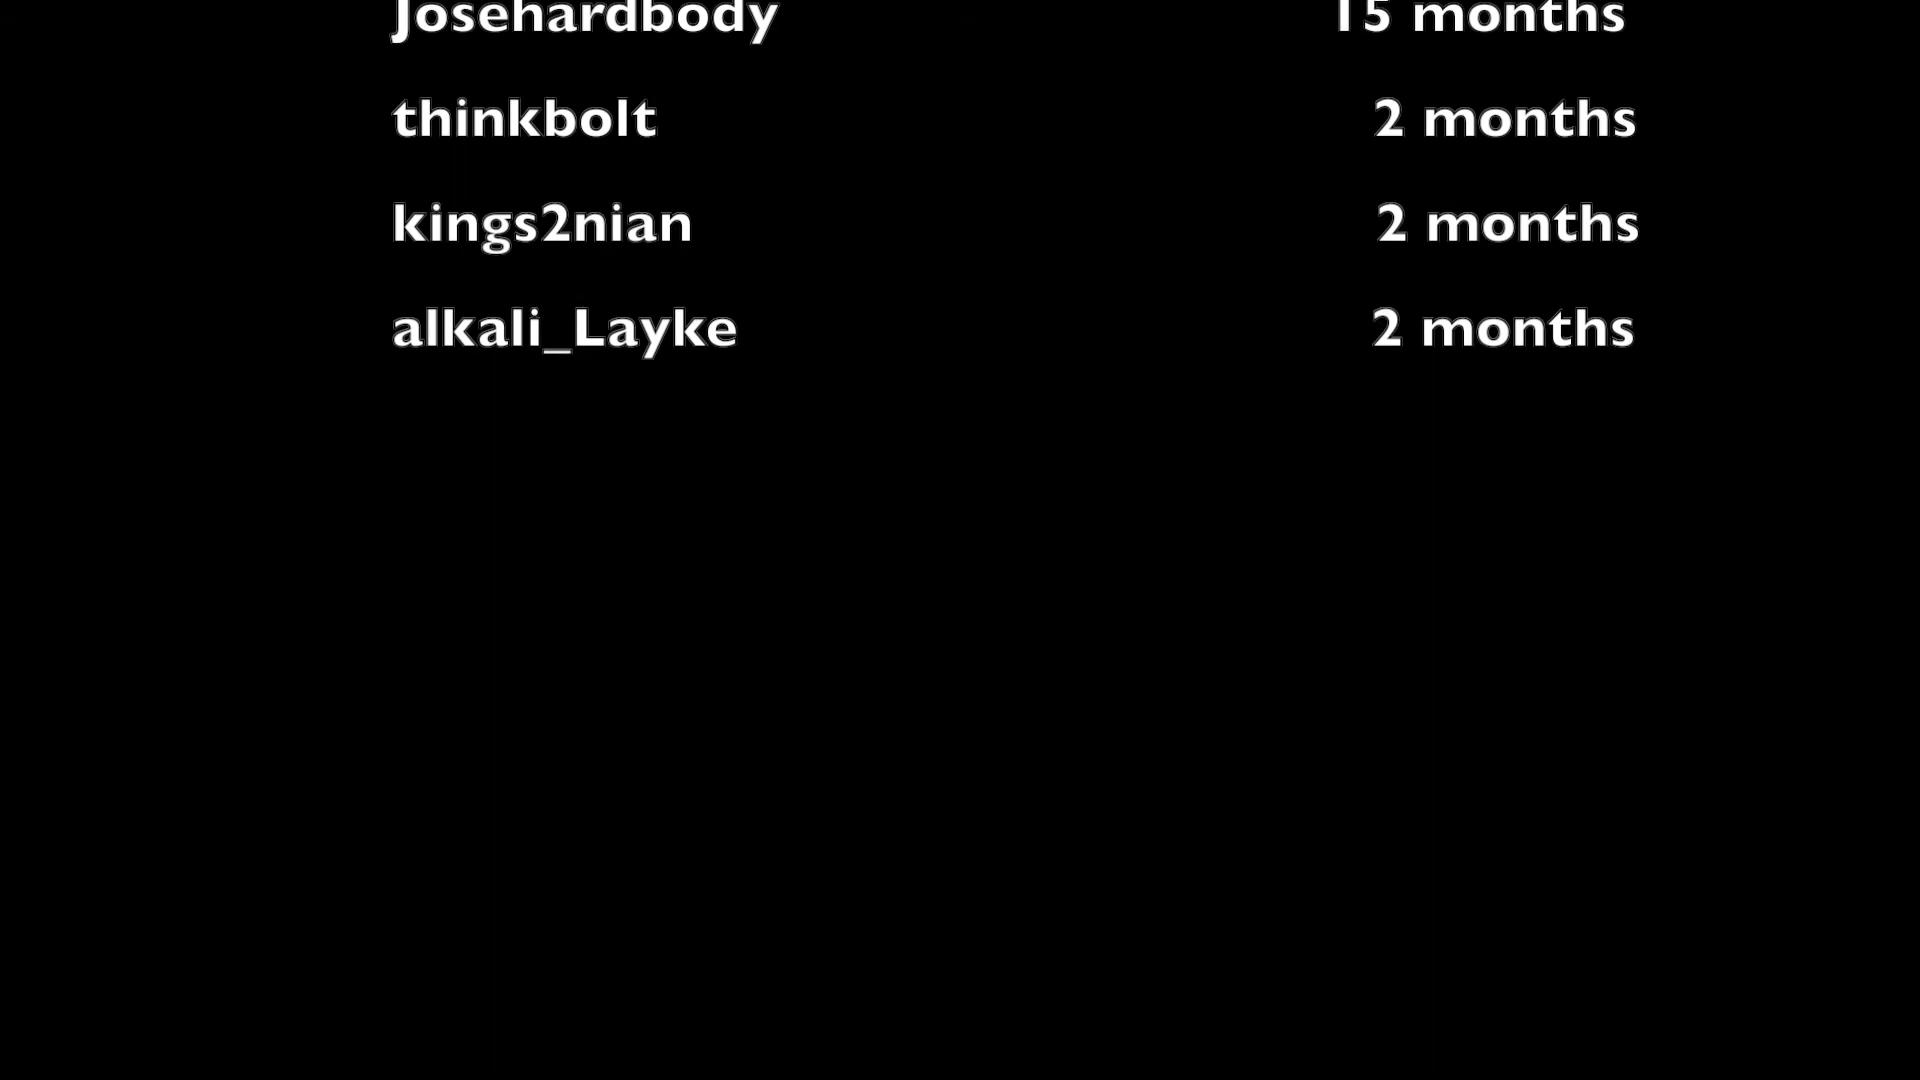 Josehardbody 15 months
thinkbolt 2 months
kings2nian 2 months
alkali_Layke 2 months